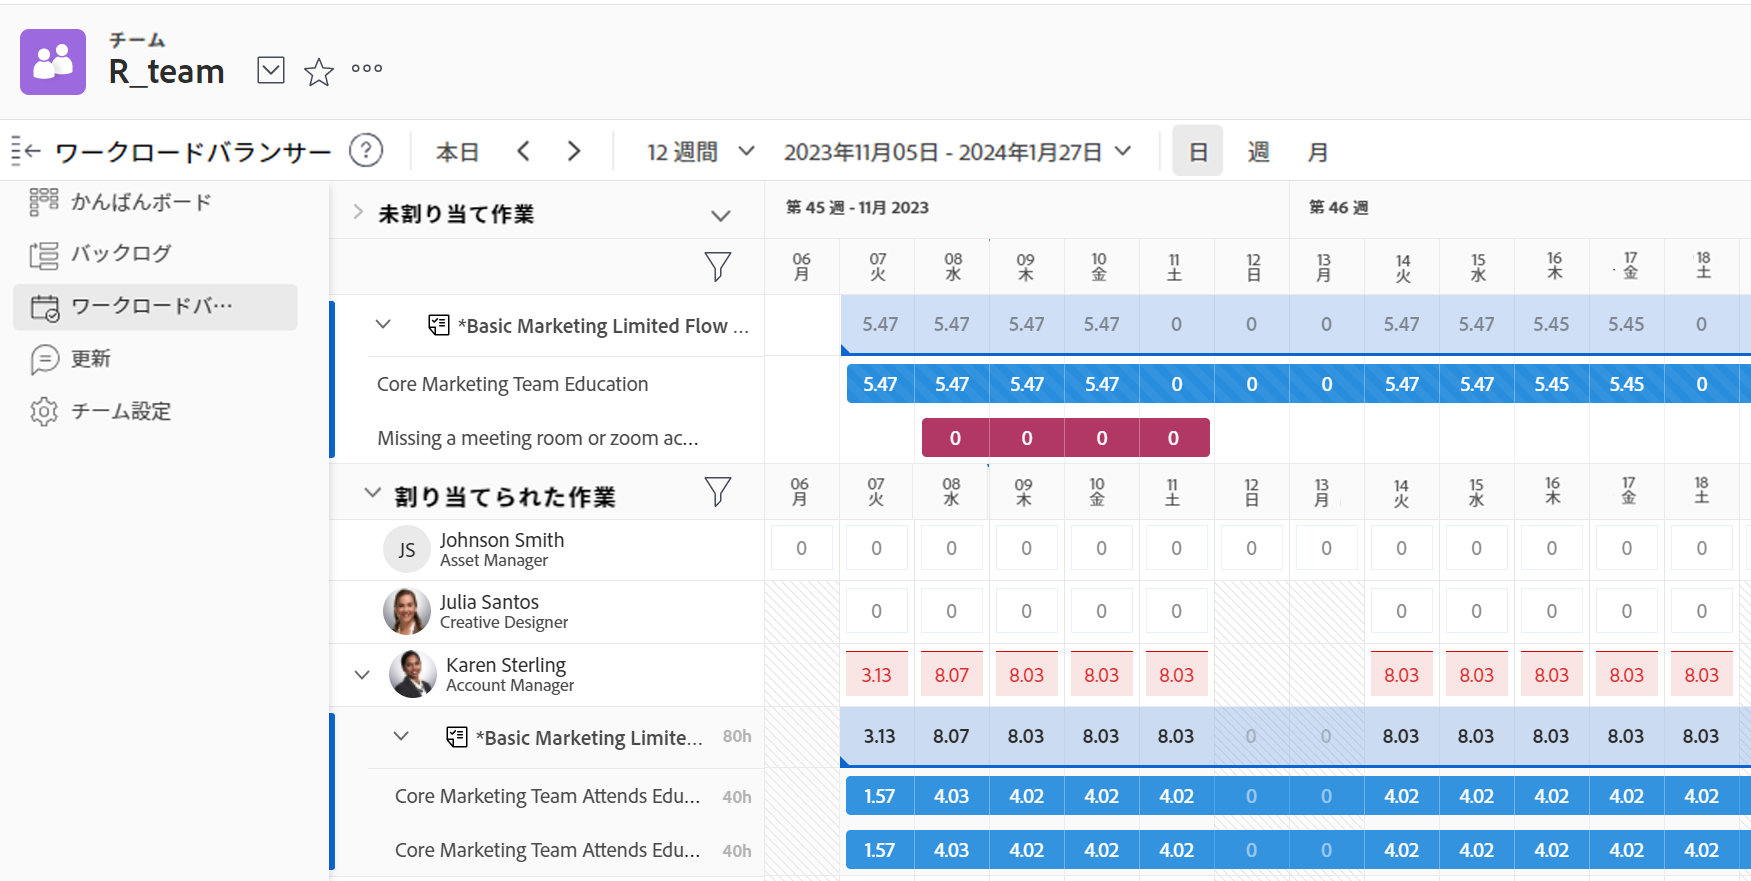 チーム
R_team
ワークロードバランサー ? 本日 12 週間 2023年11月05日 - 2024年1月27日 日 週 月
かんばんボード
バックログ
ワークロードバ…
更新
チーム設定
未割り当て作業 第 45 週 - 11月 2023 第 46 週
06 07 08 09 10 11 12 13 14 15 16 17 18
月 火 水 木 金 土 日 月 火 水 木 金 土
*Basic Marketing Limited Flow ... 5.47 5.47 5.47 5.47 0 0 0 5.47 5.47 5.45 5.45 0
Core Marketing Team Education 5.47 5.47 5.47 5.47 0 0 0 5.47 5.47 5.45 5.45 0
Missing a meeting room or zoom ac... 0 0 0 0
割り当てられた作業
06 07 08 09 10 11 12 13 14 15 16 17 18
月 火 水 木 金 土 日 月 火 水 木 金 土
JS Johnson Smith 0 0 0 0 0 0 0 0 0 0 0 0 0
Asset Manager
Julia Santos 0 0 0 0 0 0 0 0 0 0
Creative Designer
Karen Sterling 3.13 8.07 8.03 8.03 8.03 8.03 8.03 8.03 8.03 8.03
Account Manager
*Basic Marketing Limite... 80h 3.13 8.07 8.03 8.03 8.03 0 0 8.03 8.03 8.03 8.03 8.03
Core Marketing Team Attends Edu... 40h 1.57 4.03 4.02 4.02 4.02 0 0 4.02 4.02 4.02 4.02 4.02
Core Marketing Team Attends Edu... 40h 1.57 4.03 4.02 4.02 4.02 0 0 4.02 4.02 4.02 4.02 4.02